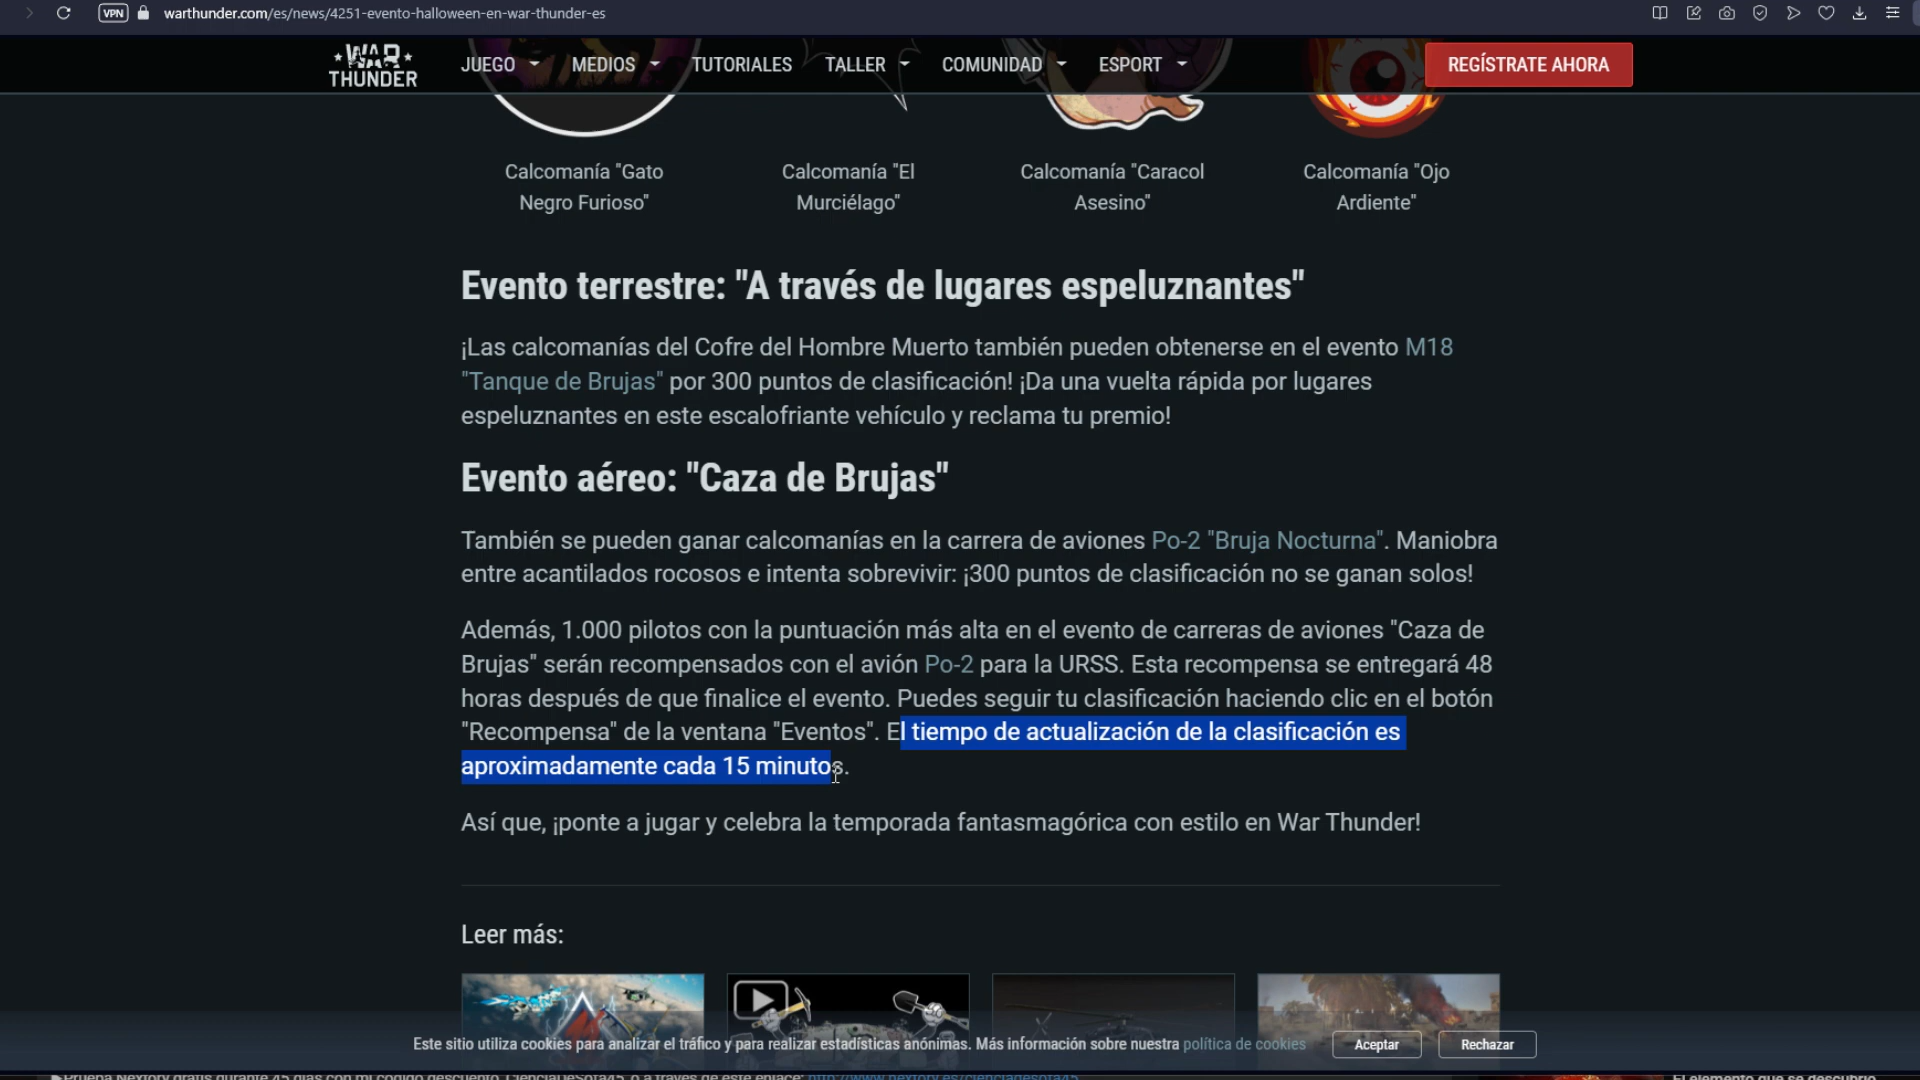 VPN
warthunder.com/es/news/4251-evento-halloween-en-war-thunder-es
WAR
THUNDER
JUEGO
MEDIOS
TUTORIALES
TALLER
COMUNIDAD
ESPORT
REGÍSTRATE AHORA
Calcomanía "Gato
Negro Furioso"
Calcomanía "El
Murciélago"
Calcomanía "Caracol
Asesino"
Calcomanía "Ojo
Ardiente"
Evento terrestre: "A través de lugares espeluznantes"
¡Las calcomanías del Cofre del Hombre Muerto también pueden obtenerse en el evento M18
"Tanque de Brujas" por 300 puntos de clasificación! ¡Da una vuelta rápida por lugares
espeluznantes en este escalofriante vehículo y reclama tu premio!
Evento aéreo: "Caza de Brujas"
También se pueden ganar calcomanías en la carrera de aviones Po-2 "Bruja Nocturna". Maniobra
entre acantilados rocosos e intenta sobrevivir: ¡300 puntos de clasificación no se ganan solos!
Además, 1.000 pilotos con la puntuación más alta en el evento de carreras de aviones "Caza de
Brujas" serán recompensados con el avión Po-2 para la URSS. Esta recompensa se entregará 48
horas después de que finalice el evento. Puedes seguir tu clasificación haciendo clic en el botón
"Recompensa" de la ventana "Eventos". El tiempo de actualización de la clasificación es
aproximadamente cada 15 minutos.
Así que, ¡ponte a jugar y celebra la temporada fantasmagórica con estilo en War Thunder!
Leer más:
Este sitio utiliza cookies para analizar el tráfico y para realizar estadísticas anónimas. Más información sobre nuestra política de cookies
Aceptar
Rechazar